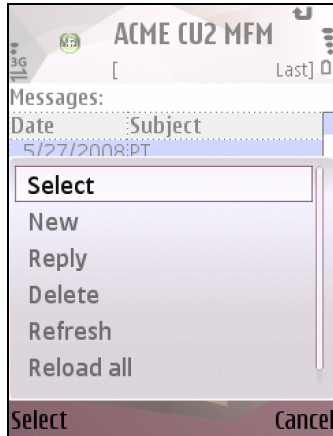 ACME CU2 MFM
3G
[ Last]
Messages:
Date Subject
5/27/2008 PT
Select
New
Reply
Delete
Refresh
Reload all
Select Cancel